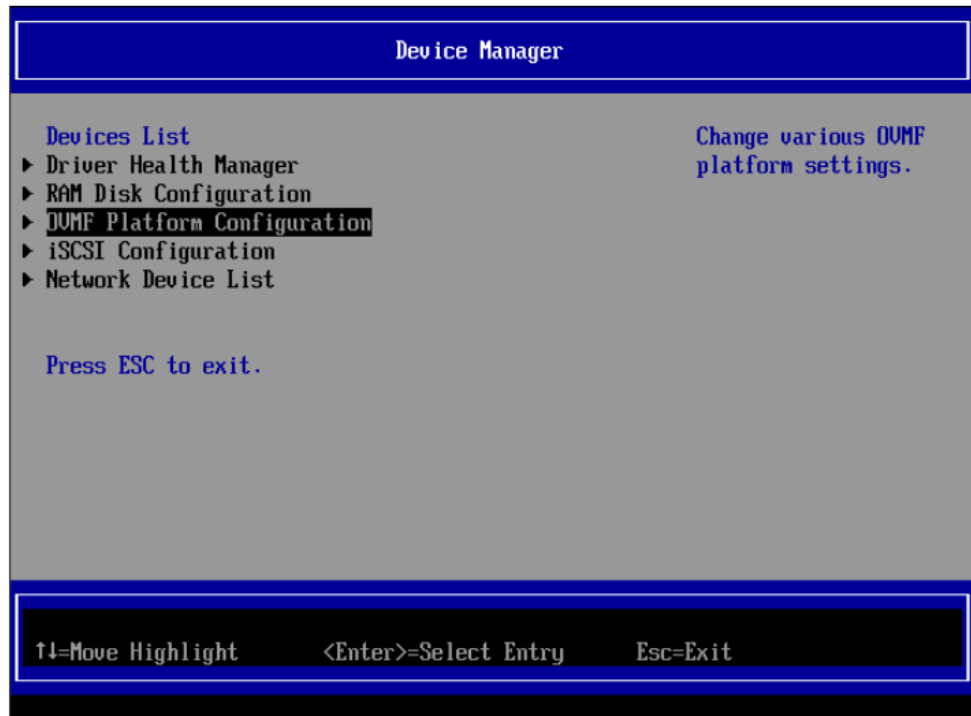 Device Manager
Devices List
Change various OVMF
▶ Driver Health Manager
platform settings.
▶ RAM Disk Configuration
▶ OVMF Platform Configuration
▶ iSCSI Configuration
▶ Network Device List
Press ESC to exit.
↑↓=Move Highlight <Enter>=Select Entry Esc=Exit